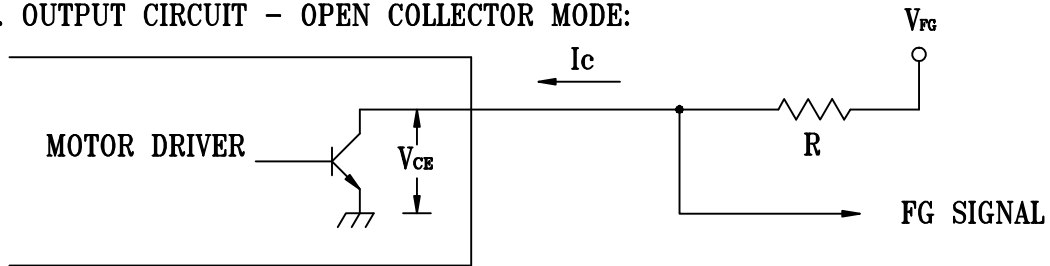 . OUTPUT CIRCUIT – OPEN COLLECTOR MODE:
VFG
Ic
MOTOR DRIVER
VCE
R
FG SIGNAL